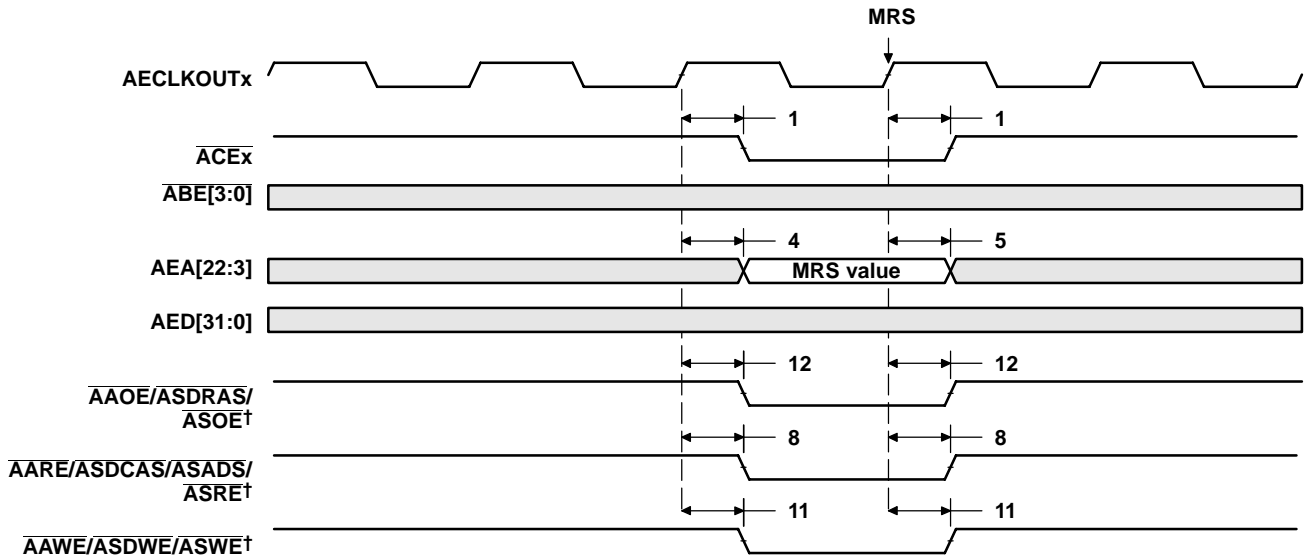 MRS
AECLKOUTx
1 1
ACEx
ABE[3:0]
4 5
AEA[22:3] MRS value
AED[31:0]
12 12
AAOE/ASDRAS/
ASOE†
8 8
AARE/ASDCAS/ASADS/
ASRE†
11 11
AAWE/ASDWE/ASWE†